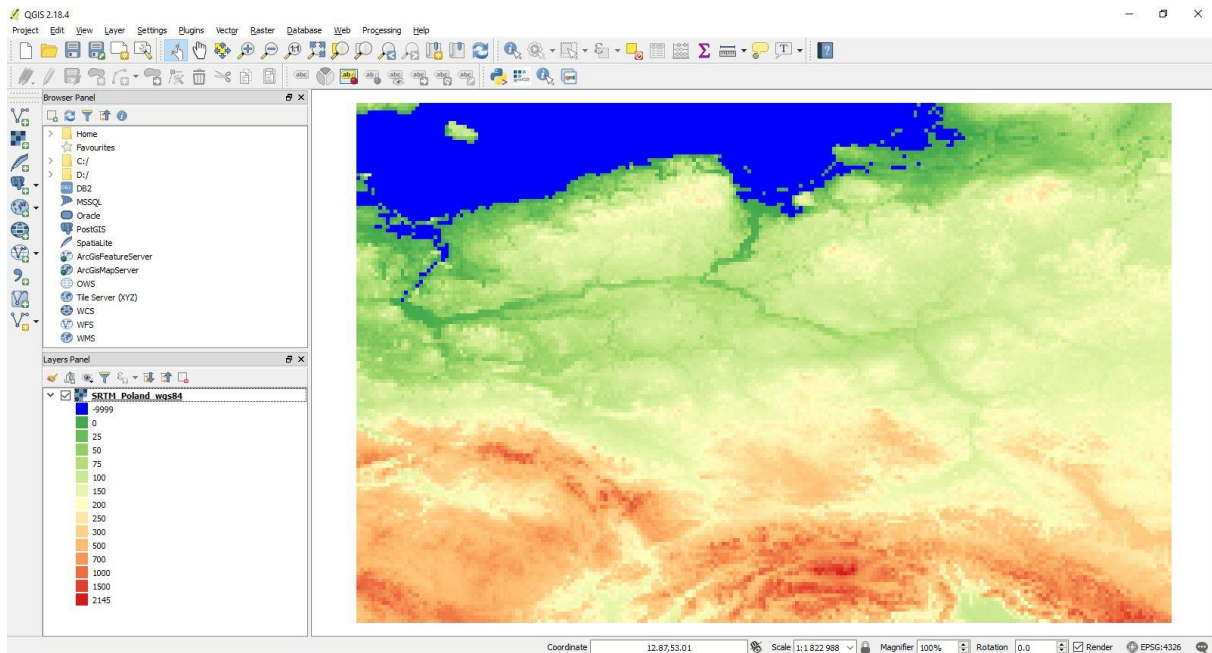 QGIS 2.18.4
Project Edit View Layer Settings Plugins Vector Raster Database Web Processing Help
Browser Panel
Home
Favourites
C:/
D:/
DB2
MSSQL
Oracle
PostGIS
SpatiaLite
ArcGisFeatureServer
ArcGisMapServer
OWS
Tile Server (XYZ)
WCS
WFS
WMS
Layers Panel
SRTM_Poland_wgs84
-9999
0
25
50
75
100
150
200
250
300
500
700
1000
1500
2145
Coordinate 12.87,53.01 Scale 1:1 822 988 Magnifier 100% Rotation 0.0 Render EPSG:4326